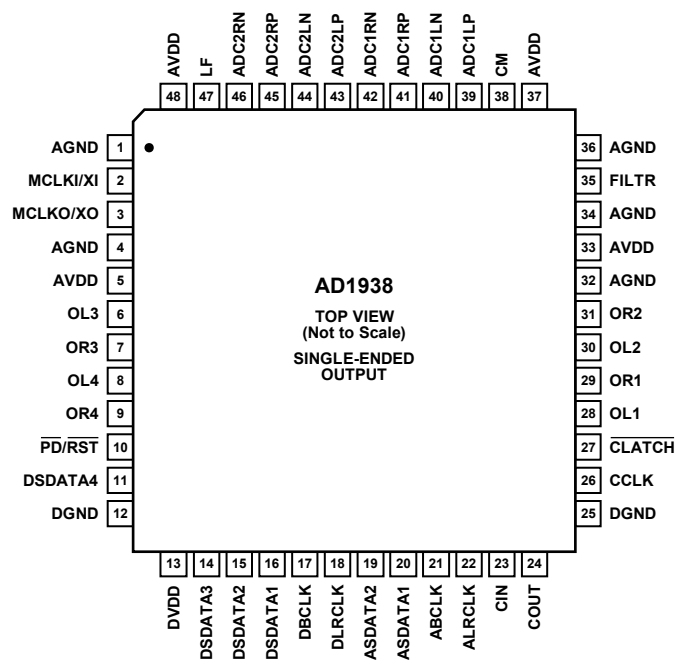 AVDD
LF
ADC2RN
ADC2RP
ADC2LN
ADC2LP
ADC1RN
ADC1RP
ADC1LN
ADC1LP
CM
AVDD
48 47 46 45 44 43 42 41 40 39 38 37
AGND 1
MCLKI/XI 2
MCLKO/XO 3
AGND 4
AVDD 5
OL3 6
OR3 7
OL4 8
OR4 9
PD/RST 10
DSDATA4 11
DGND 12
AD1938
TOP VIEW
(Not to Scale)
SINGLE-ENDED
OUTPUT
36 AGND
35 FILTR
34 AGND
33 AVDD
32 AGND
31 OR2
30 OL2
29 OR1
28 OL1
27 CLATCH
26 CCLK
25 DGND
13 14 15 16 17 18 19 20 21 22 23 24
DVDD
DSDATA3
DSDATA2
DSDATA1
DBCLK
DLRCLK
ASDATA2
ASDATA1
ABCLK
ALRCLK
CIN
COUT